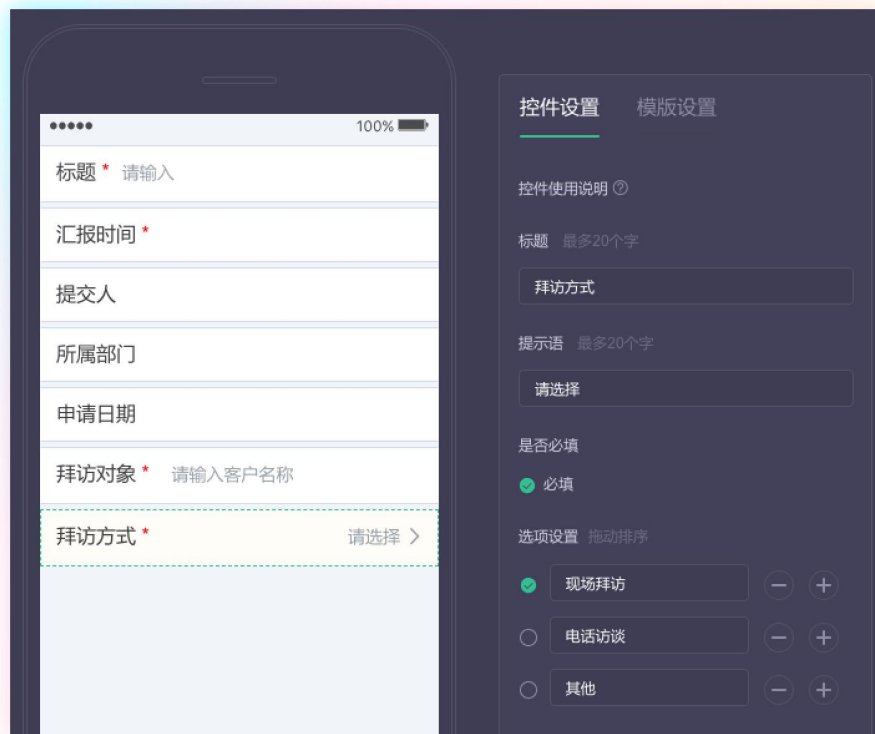 100%
标题 * 请输入
汇报时间 *
提交人
所属部门
申请日期
拜访对象 * 请输入客户名称
拜访方式 * 请选择
控件设置 模版设置
控件使用说明 ?
标题 最多20个字
拜访方式
提示语 最多20个字
请选择
是否必填
必填
选项设置 拖动排序
现场拜访
电话访谈
其他